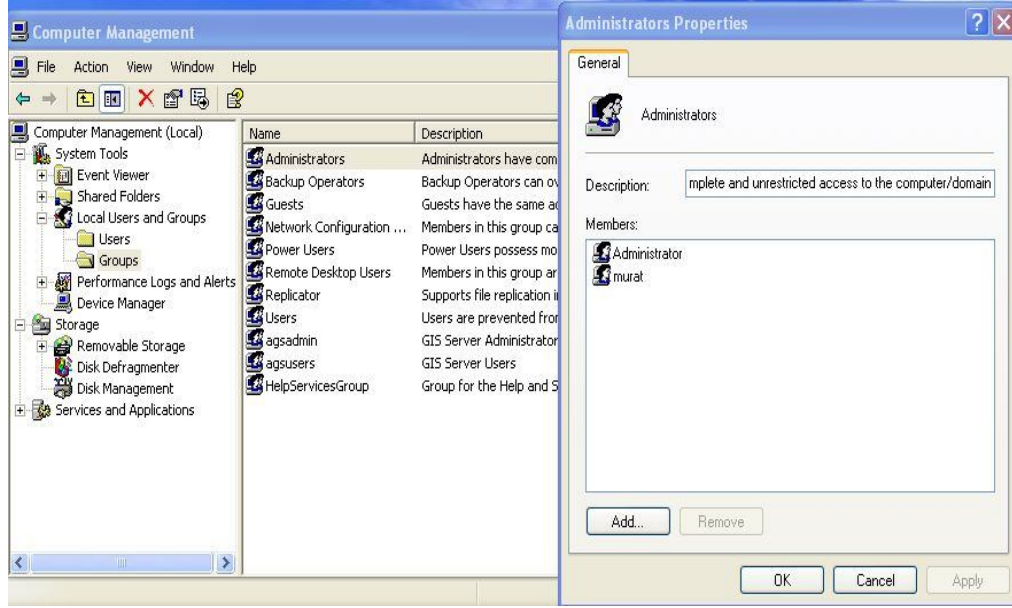 Computer Management
File Action View Window Help
Computer Management (Local)
System Tools
Event Viewer
Shared Folders
Local Users and Groups
Users
Groups
Performance Logs and Alerts
Device Manager
Storage
Removable Storage
Disk Defragmenter
Disk Management
Services and Applications
Name Description
Administrators Administrators have com
Backup Operators Backup Operators can ov
Guests Guests have the same ac
Network Configuration ... Members in this group ca
Power Users Power Users possess mo
Remote Desktop Users Members in this group ar
Replicator Supports file replication i
Users Users are prevented fro
agsadmin GIS Server Administrator
agsusers GIS Server Users
HelpServicesGroup Group for the Help and S
Administrators Properties
General
Administrators
Description: mplete and unrestricted access to the computer/domain
Members:
Administrator
murat
Add... Remove
OK Cancel Apply